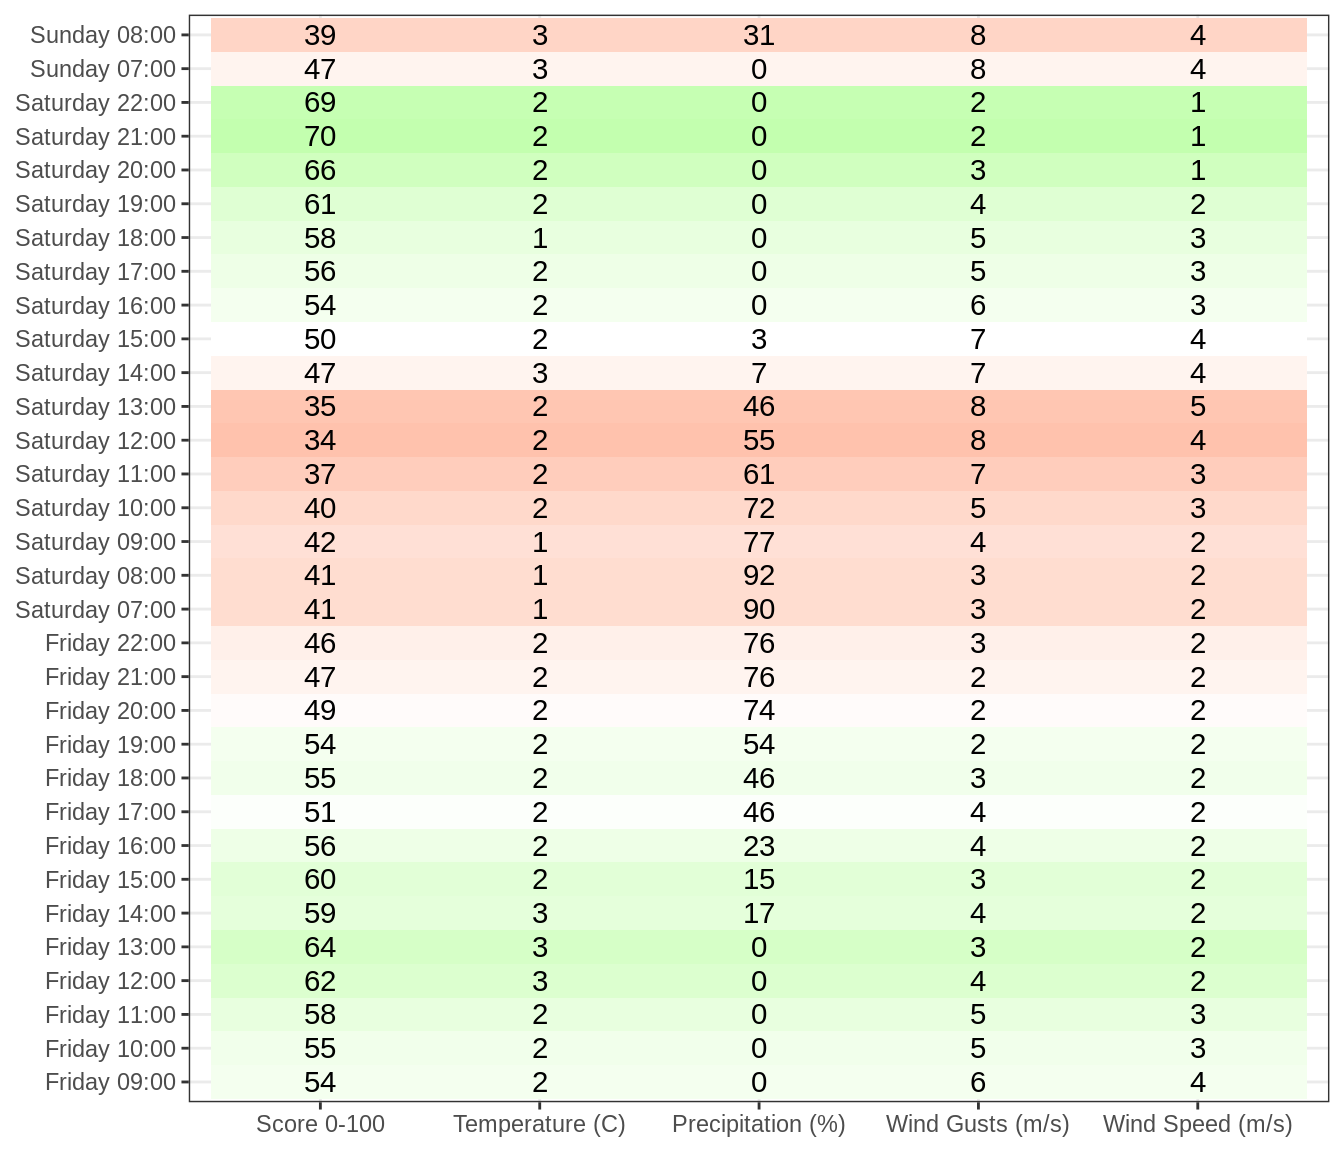 Sunday 08:00 39 3 31 8 4
Sunday 07:00 47 3 0 8 4
Saturday 22:00 69 2 0 2 1
Saturday 21:00 70 2 0 2 1
Saturday 20:00 66 2 0 3 1
Saturday 19:00 61 2 0 4 2
Saturday 18:00 58 1 0 5 3
Saturday 17:00 56 2 0 5 3
Saturday 16:00 54 2 0 6 3
Saturday 15:00 50 2 3 7 4
Saturday 14:00 47 3 7 7 4
Saturday 13:00 35 2 46 8 5
Saturday 12:00 34 2 55 8 4
Saturday 11:00 37 2 61 7 3
Saturday 10:00 40 2 72 5 3
Saturday 09:00 42 1 77 4 2
Saturday 08:00 41 1 92 3 2
Saturday 07:00 41 1 90 3 2
Friday 22:00 46 2 76 3 2
Friday 21:00 47 2 76 2 2
Friday 20:00 49 2 74 2 2
Friday 19:00 54 2 54 2 2
Friday 18:00 55 2 46 3 2
Friday 17:00 51 2 46 4 2
Friday 16:00 56 2 23 4 2
Friday 15:00 60 2 15 3 2
Friday 14:00 59 3 17 4 2
Friday 13:00 64 3 0 3 2
Friday 12:00 62 3 0 4 2
Friday 11:00 58 2 0 5 3
Friday 10:00 55 2 0 5 3
Friday 09:00 54 2 0 6 4
Score 0-100 Temperature (C) Precipitation (%) Wind Gusts (m/s) Wind Speed (m/s)